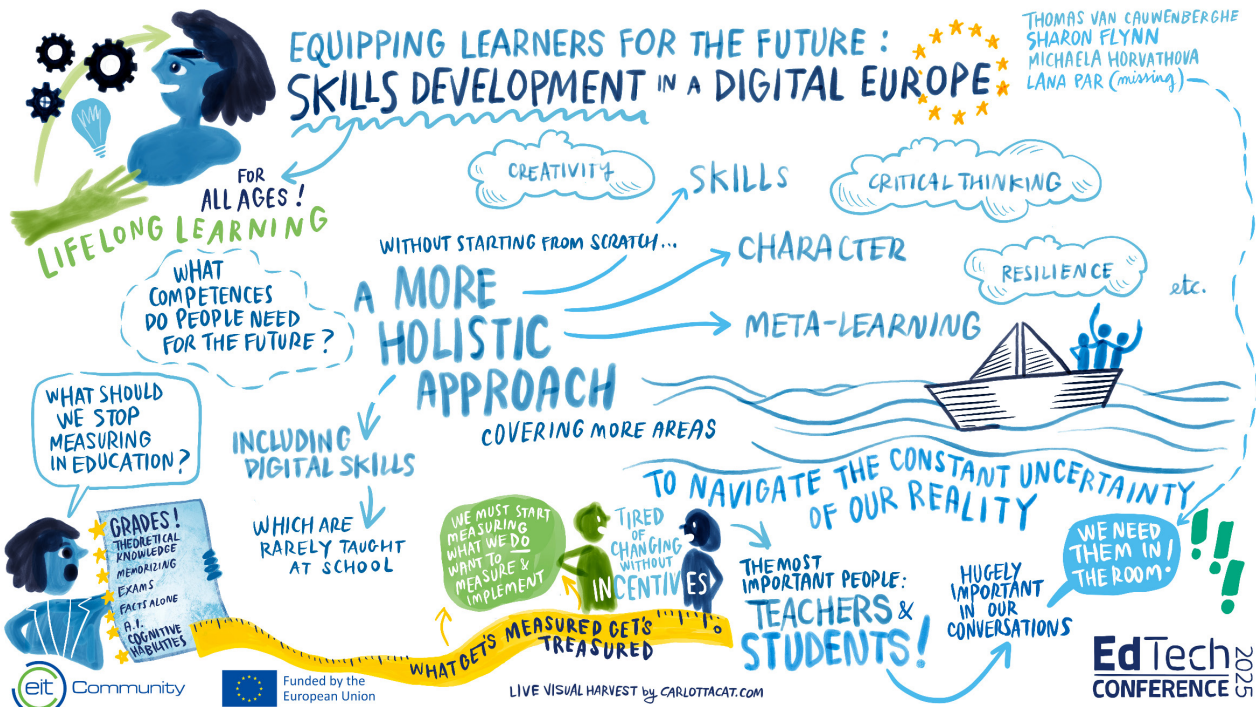 EQUIPPING LEARNERS FOR THE FUTURE :
SKILLS DEVELOPMENT IN A DIGITAL EUROPE
THOMAS VAN CAUWENBERGHE
SHARON FLYNN
MICHAELA HORVATHOVA
LANA PAR (missing)
FOR
ALL AGES !
LIFELONG LEARNING
CREATIVITY
SKILLS
CRITICAL THINKING
WITHOUT STARTING FROM SCRATCH...
CHARACTER
RESILIENCE
etc.
META-LEARNING
WHAT
COMPETENCES
DO PEOPLE NEED
FOR THE FUTURE ?
A MORE
HOLISTIC
APPROACH
COVERING MORE AREAS
WHAT SHOULD
WE STOP
MEASURING
IN EDUCATION ?
INCLUDING
DIGITAL SKILLS
WHICH ARE
RARELY TAUGHT
AT SCHOOL
TO NAVIGATE THE CONSTANT UNCERTAINTY
OF OUR REALITY
GRADES !
THEORETICAL
KNOWLEDGE
MEMORIZING
EXAMS
FACTS ALONE
A.I.
COGNITIVE
HABILITIES
WE MUST START
MEASURING
WHAT WE DO
WANT TO
MEASURE &
IMPLEMENT
TIRED
OF
CHANGING
WITHOUT
INCENTIVES
WHAT GETS MEASURED GET'S
TREASURED
THE MOST
IMPORTANT PEOPLE:
TEACHERS &
STUDENTS !
HUGELY
IMPORTANT
IN OUR
CONVERSATIONS
WE NEED
THEM IN
THE ROOM !
!!!!
eit Community
Funded by the
European Union
LIVE VISUAL HARVEST by CARLOTTACAT.COM
EdTech
CONFERENCE
2025